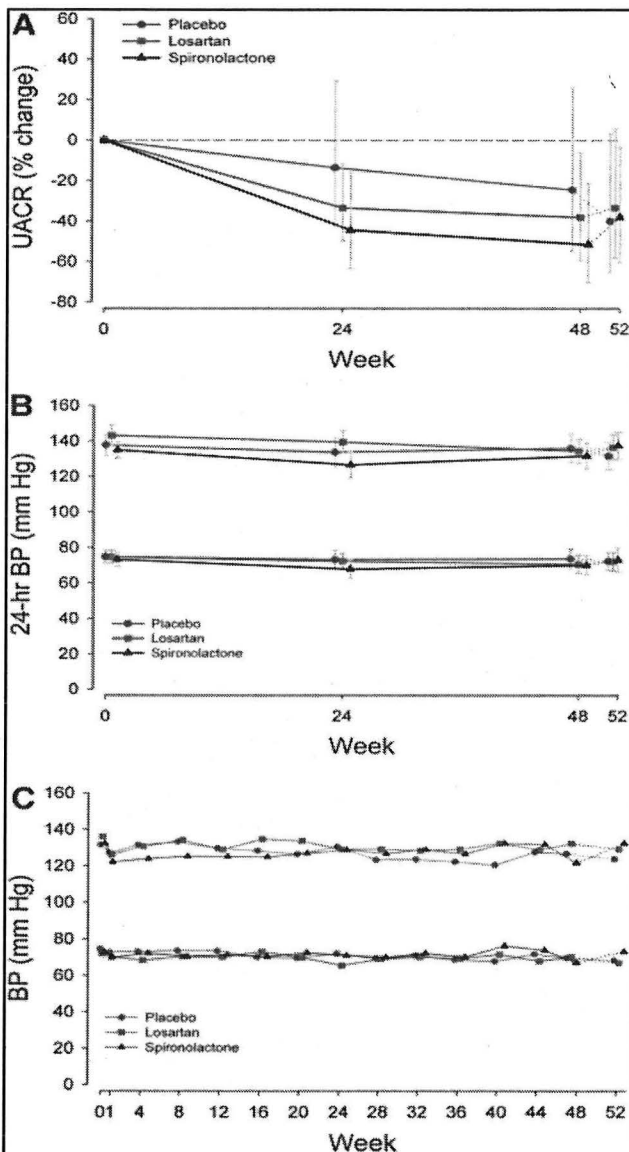 A
60
Placebo
Losartan
Spironolactone
40
20
0
-20
-40
-60
-80
UACR (% change)
0 24 48 52
Week
B
160
140
120
100
80
60
40
20
0
24-hr BP (mm Hg)
Placebo
Losartan
Spironolactone
0 24 48 52
Week
C
160
140
120
100
80
60
40
20
0
BP (mm Hg)
Placebo
Losartan
Spironolactone
01 4 8 12 16 20 24 28 32 36 40 44 48 52
Week